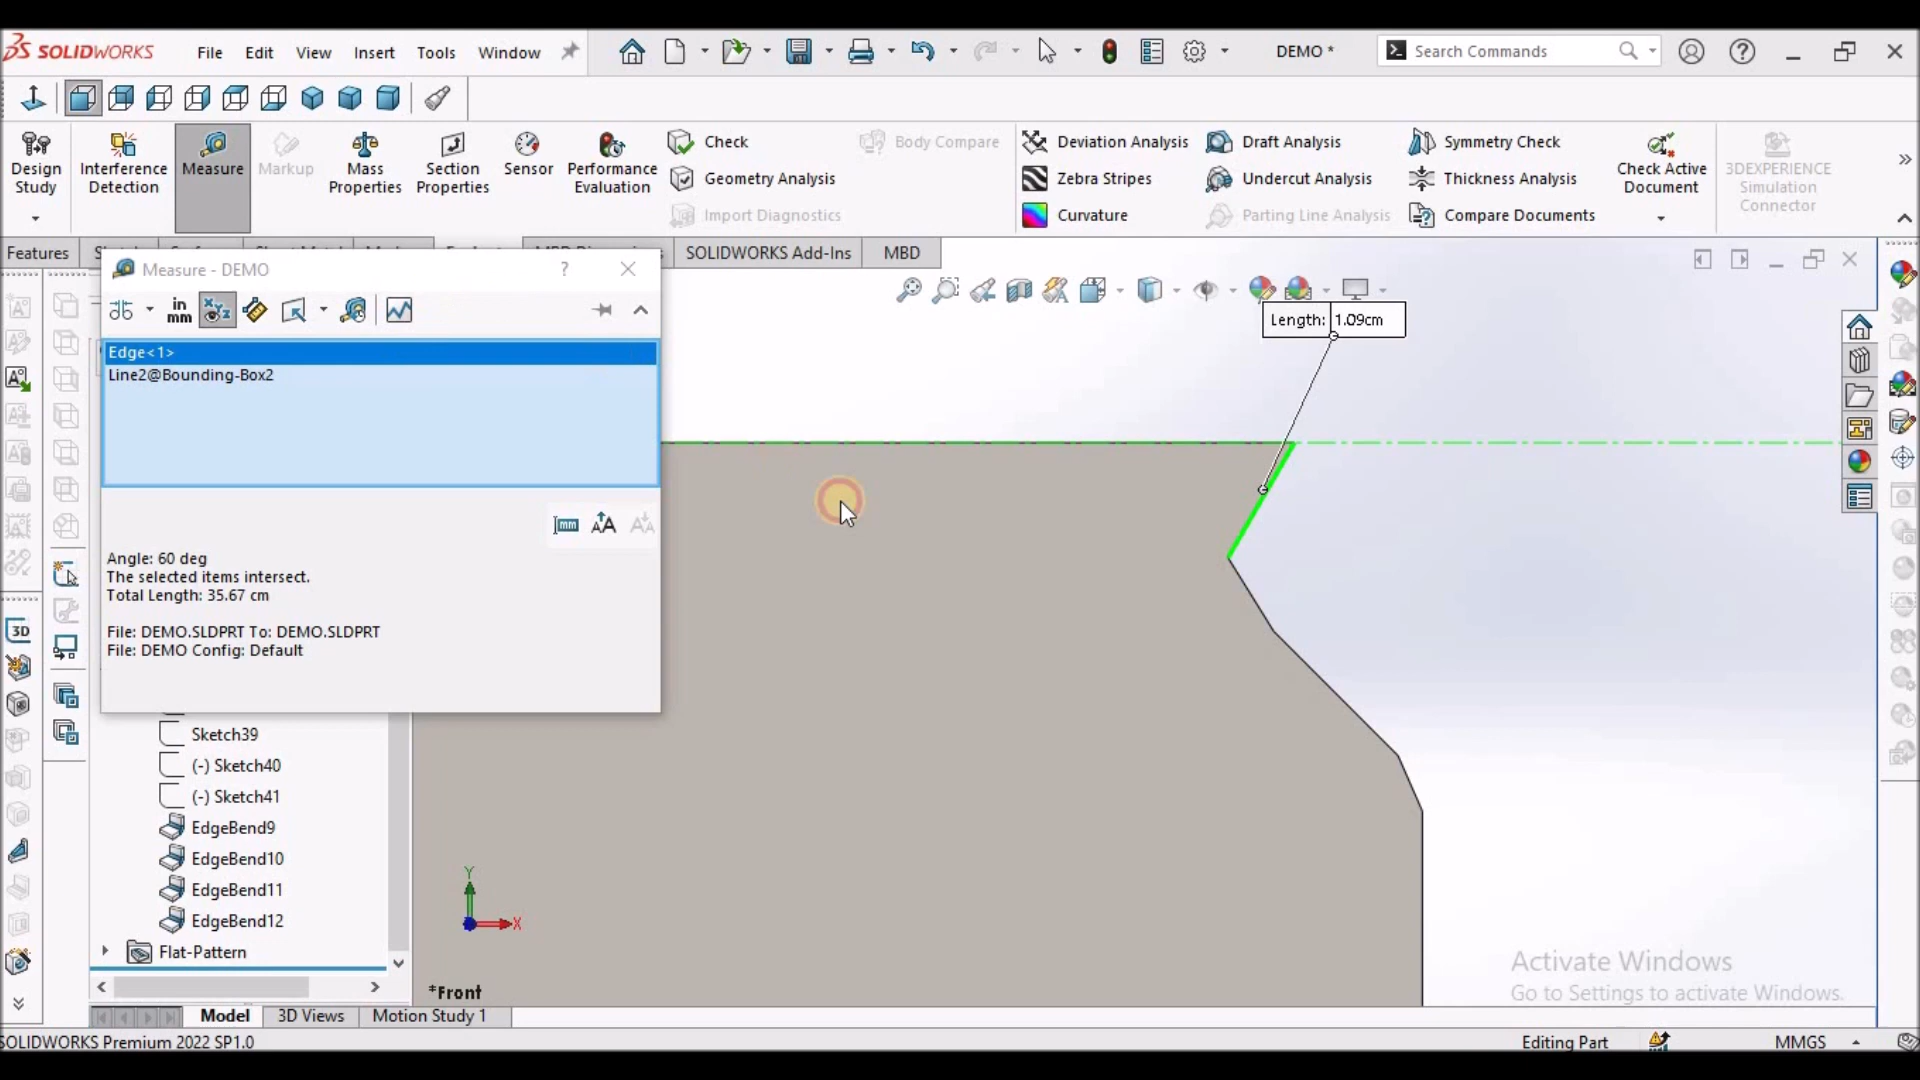 SOLIDWORKS File Edit View Insert Tools Window DEMO * Search Commands
Design Study
Interference Detection
Measure
Markup
Mass Properties
Section Properties
Sensor
Performance Evaluation
Check
Geometry Analysis
Import Diagnostics
Body Compare
Deviation Analysis
Zebra Stripes
Curvature
Draft Analysis
Undercut Analysis
Parting Line Analysis
Symmetry Check
Thickness Analysis
Compare Documents
Check Active Document
3DEXPERIENCE Simulation Connector
Features SOLIDWORKS Add-Ins MBD
Measure - DEMO
in mm
Edge<1>
Line2@Bounding-Box2
Angle: 60 deg
The selected items intersect.
Total Length: 35.67 cm
File: DEMO.SLDPRT To: DEMO.SLDPRT
File: DEMO Config: Default
Length: 1.09cm
3D
Sketch39
(-) Sketch40
(-) Sketch41
EdgeBend9
EdgeBend10
EdgeBend11
EdgeBend12
Flat-Pattern
Y
X
*Front
Activate Windows
Go to Settings to activate Windows.
Model 3D Views Motion Study 1
SOLIDWORKS Premium 2022 SP1.0 Editing Part MMGS